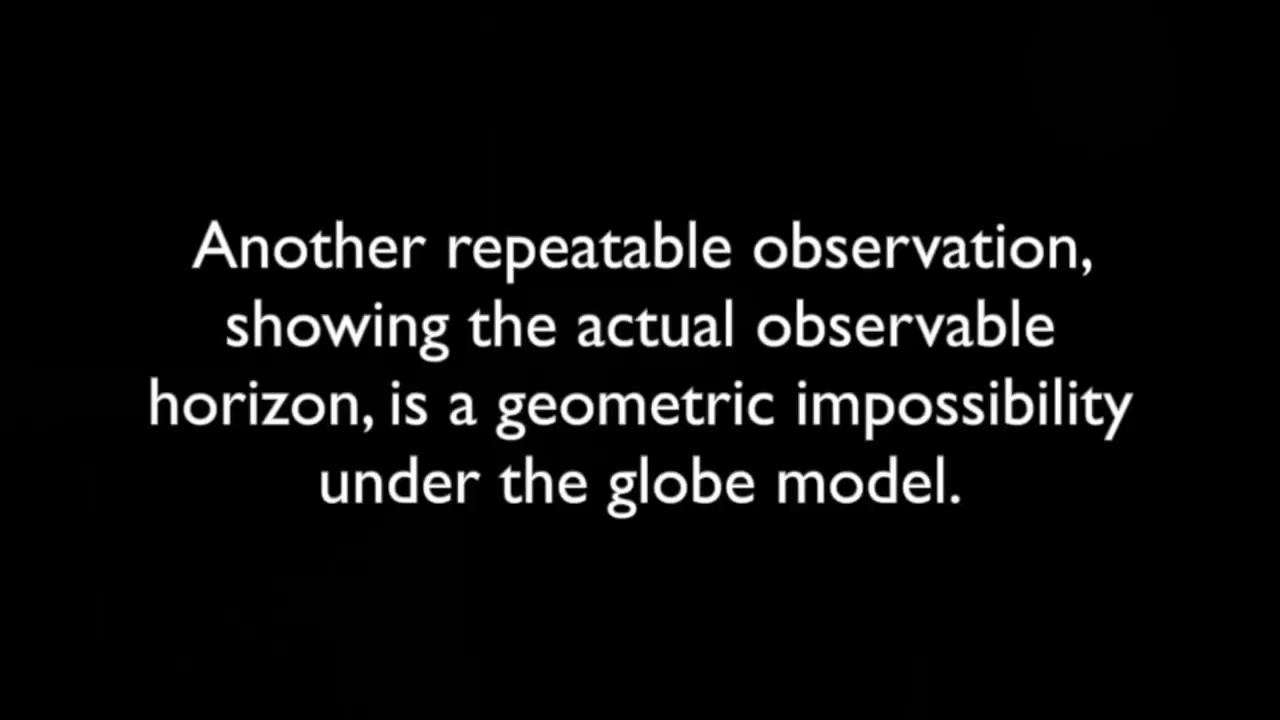 Another repeatable observation,
showing the actual observable
horizon, is a geometric impossibility
under the globe model.